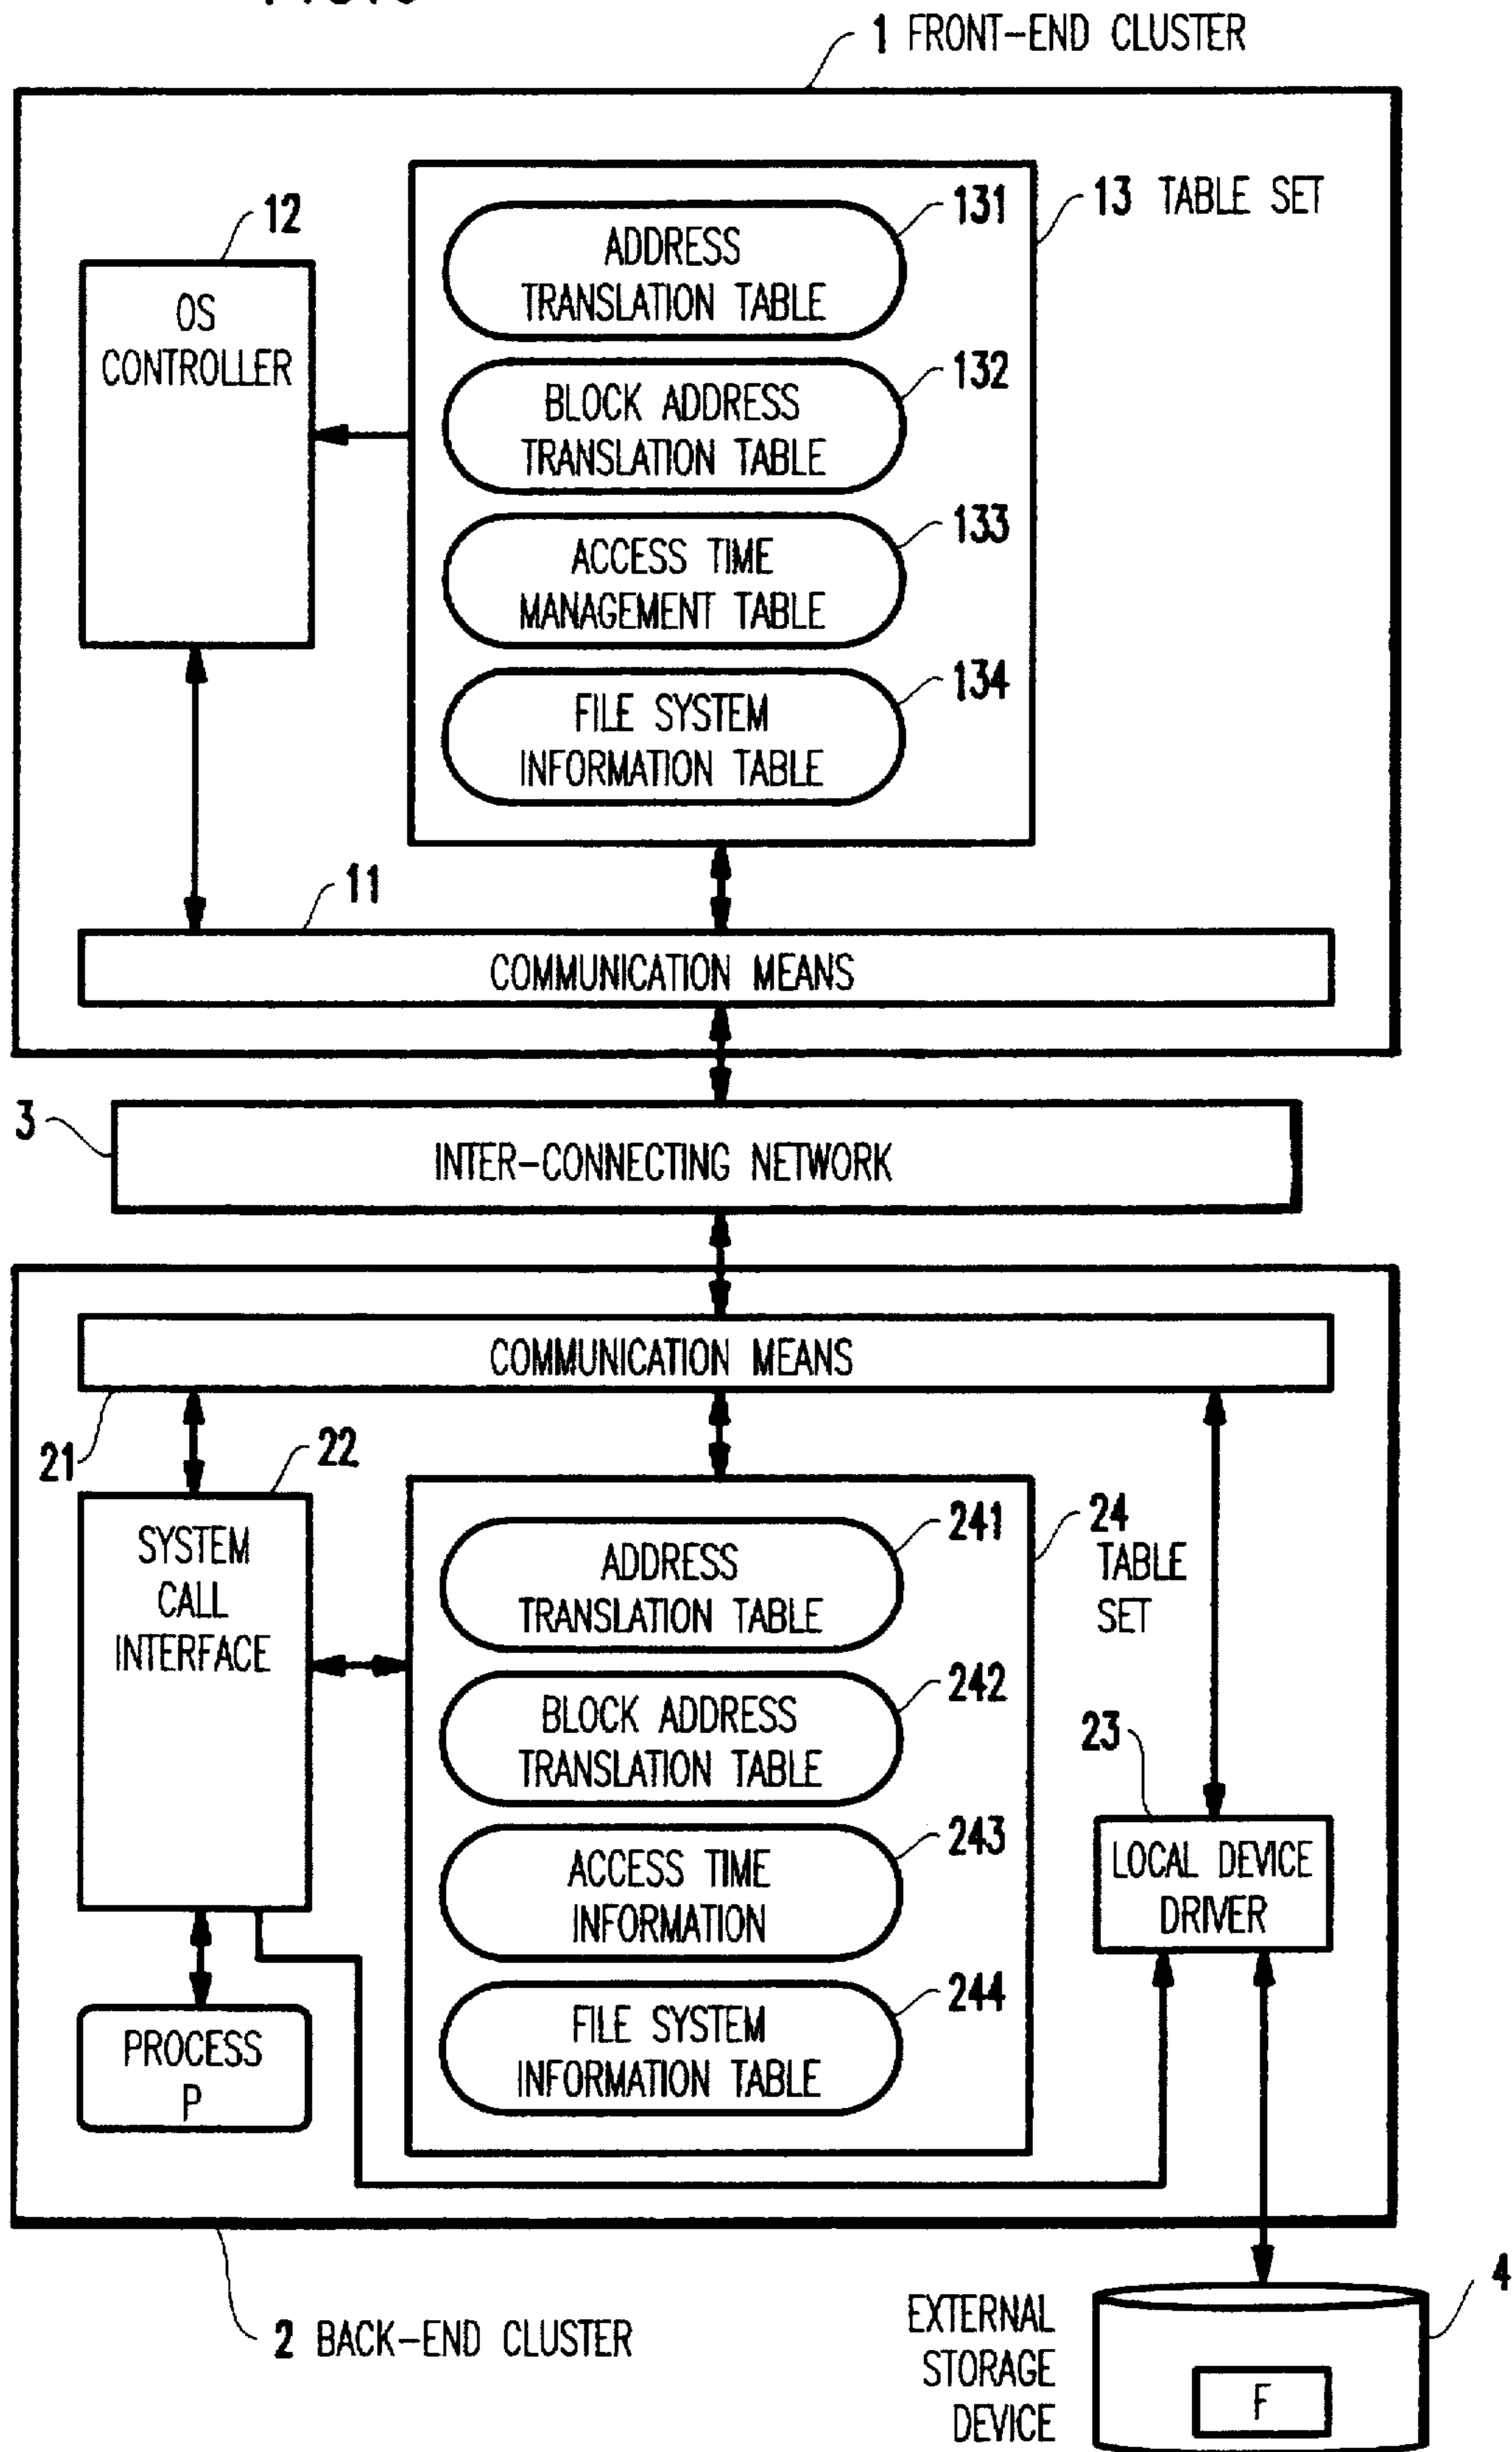 1 FRONT-END CLUSTER
13 TABLE SET
12
OS
CONTROLLER
131
ADDRESS
TRANSLATION TABLE
132
BLOCK ADDRESS
TRANSLATION TABLE
133
ACCESS TIME
MANAGEMENT TABLE
134
FILE SYSTEM
INFORMATION TABLE
11
COMMUNICATION MEANS
3
INTER-CONNECTING NETWORK
COMMUNICATION MEANS
21
22
SYSTEM
CALL
INTERFACE
241
ADDRESS
TRANSLATION TABLE
24
TABLE
SET
242
BLOCK ADDRESS
TRANSLATION TABLE
243
ACCESS TIME
INFORMATION
244
FILE SYSTEM
INFORMATION TABLE
23
LOCAL DEVICE
DRIVER
PROCESS
P
2 BACK-END CLUSTER
EXTERNAL
STORAGE
DEVICE
4
F